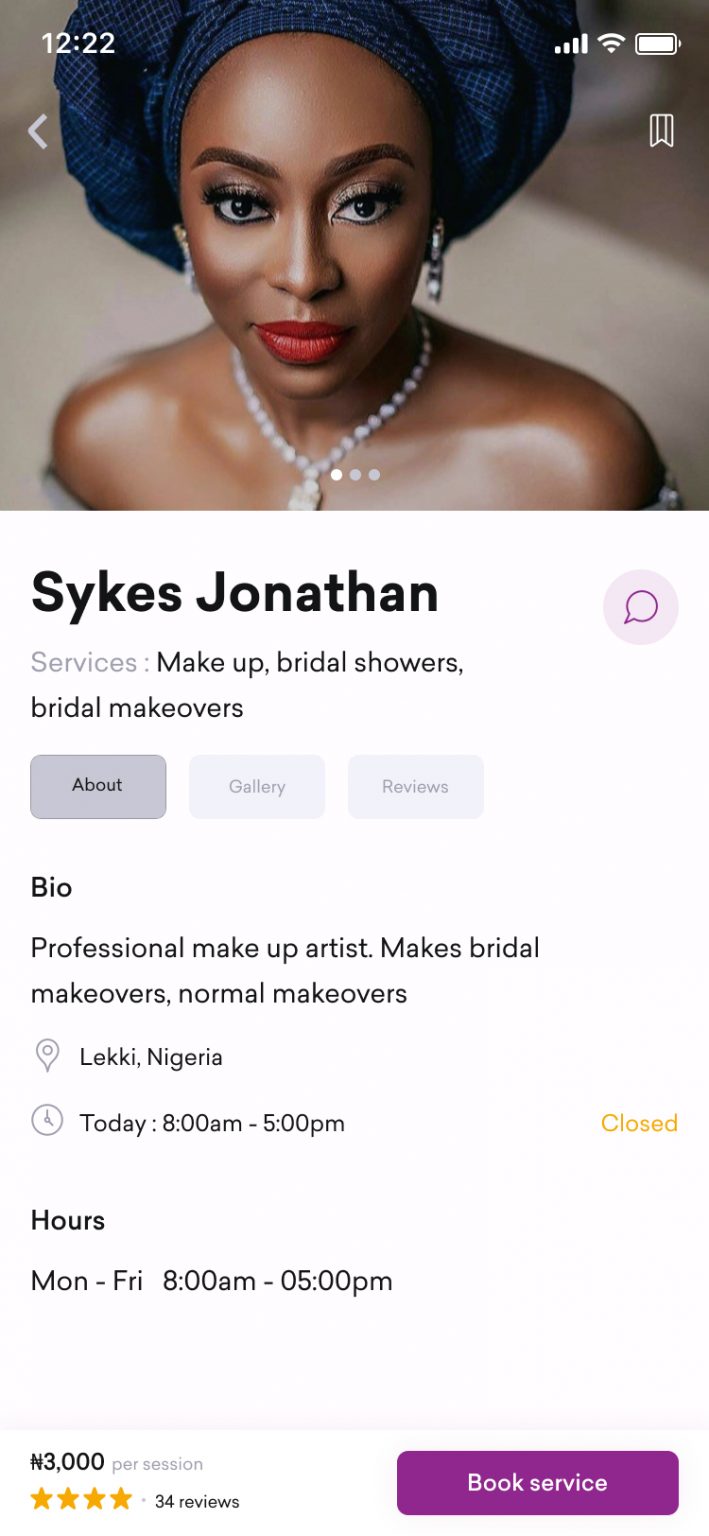 12:22
Sykes Jonathan
Services : Make up, bridal showers,
bridal makeovers
About
Gallery
Reviews
Bio
Professional make up artist. Makes bridal
makeovers, normal makeovers
Lekki, Nigeria
Today : 8:00am - 5:00pm
Closed
Hours
Mon - Fri 8:00am - 05:00pm
₦3,000 per session
34 reviews
Book service